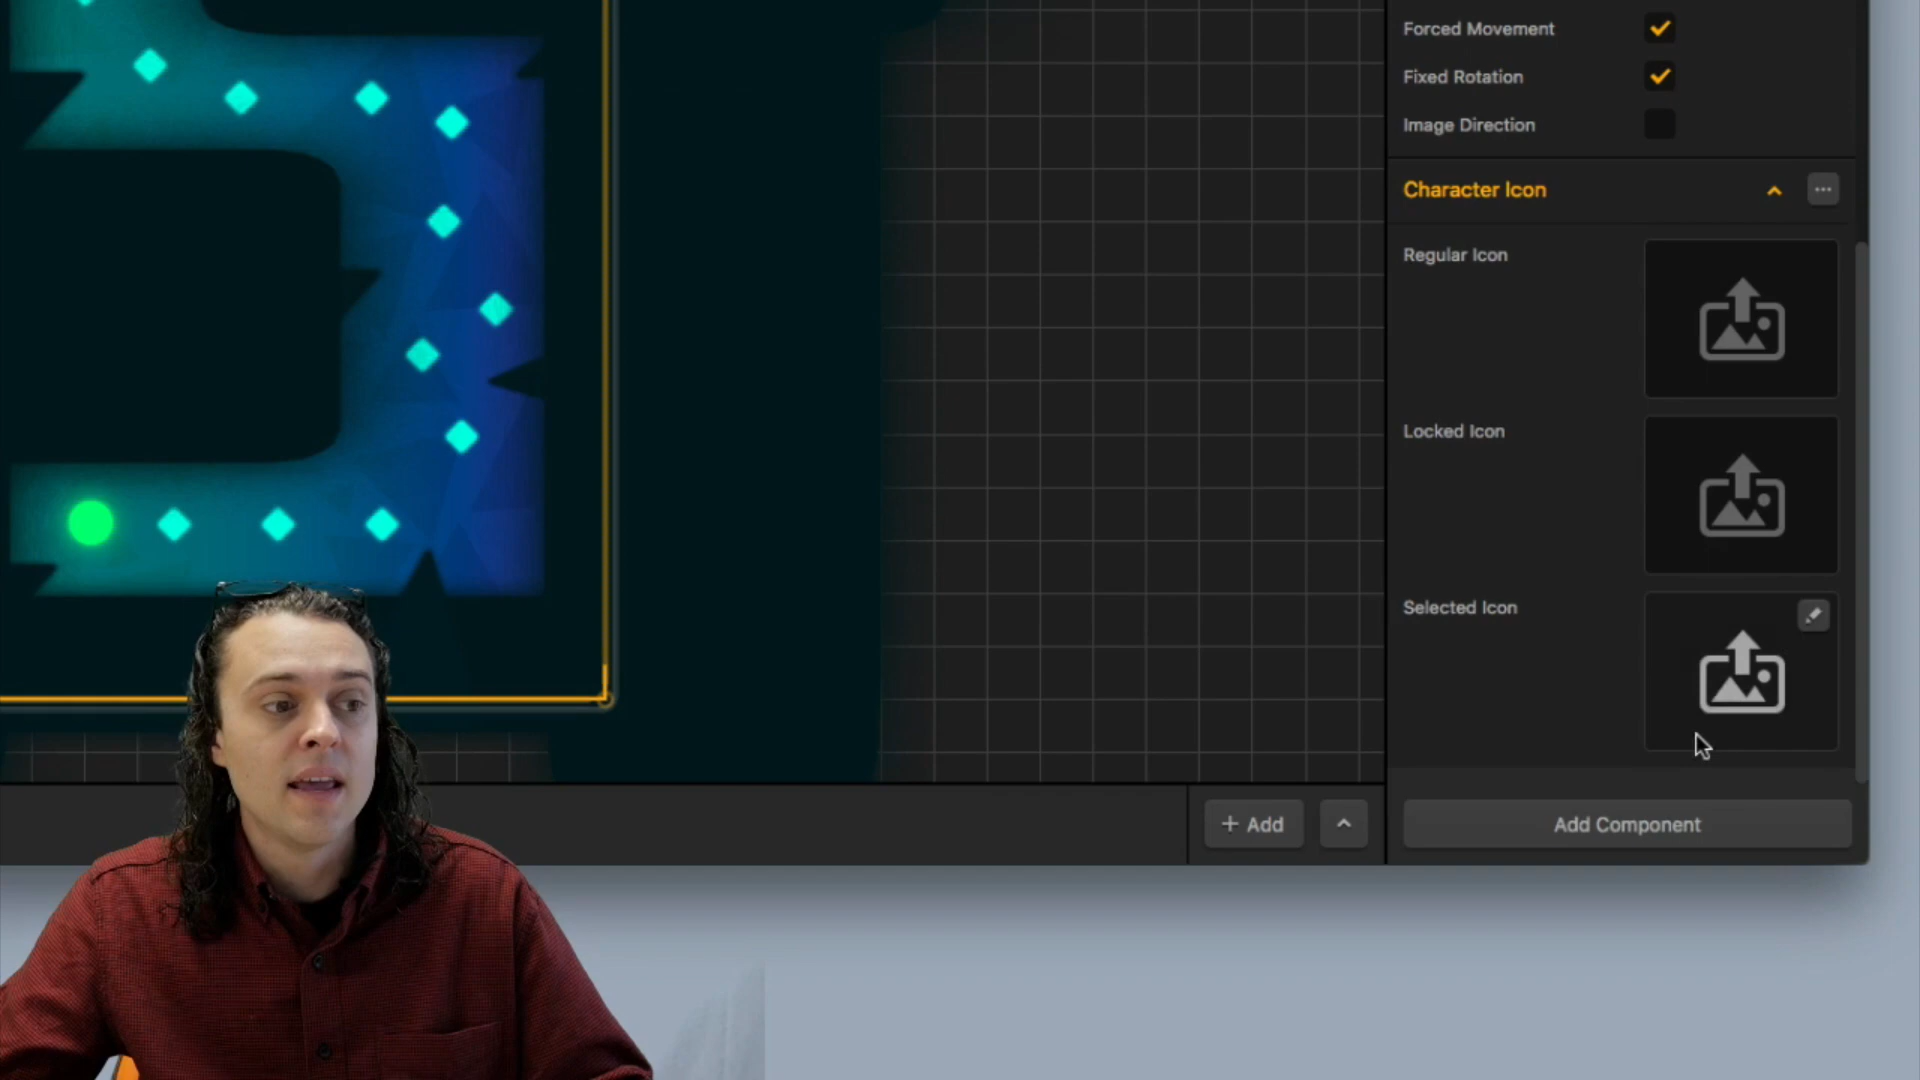 Forced Movement
Fixed Rotation
Image Direction
Character Icon
Regular Icon
Locked Icon
Selected Icon
+ Add
Add Component